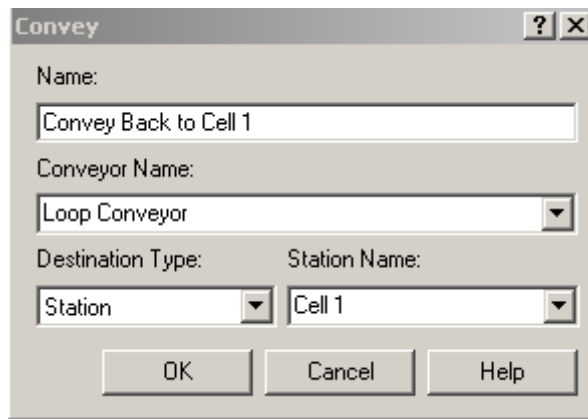 Convey
Name:
Convey Back to Cell 1
Conveyor Name:
Loop Conveyor
Destination Type: Station Name:
Station Cell 1
OK Cancel Help